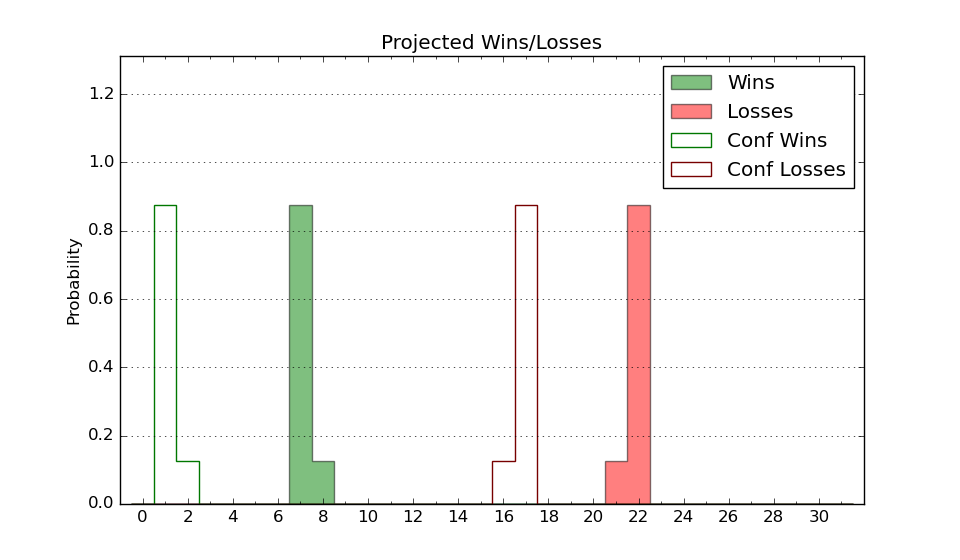 Projected Wins/Losses
Wins
Losses
Conf Wins
Conf Losses
1.2
1.0
0.8
0.6
0.4
0.2
0.0
Probability
0 2 4 6 8 10 12 14 16 18 20 22 24 26 28 30